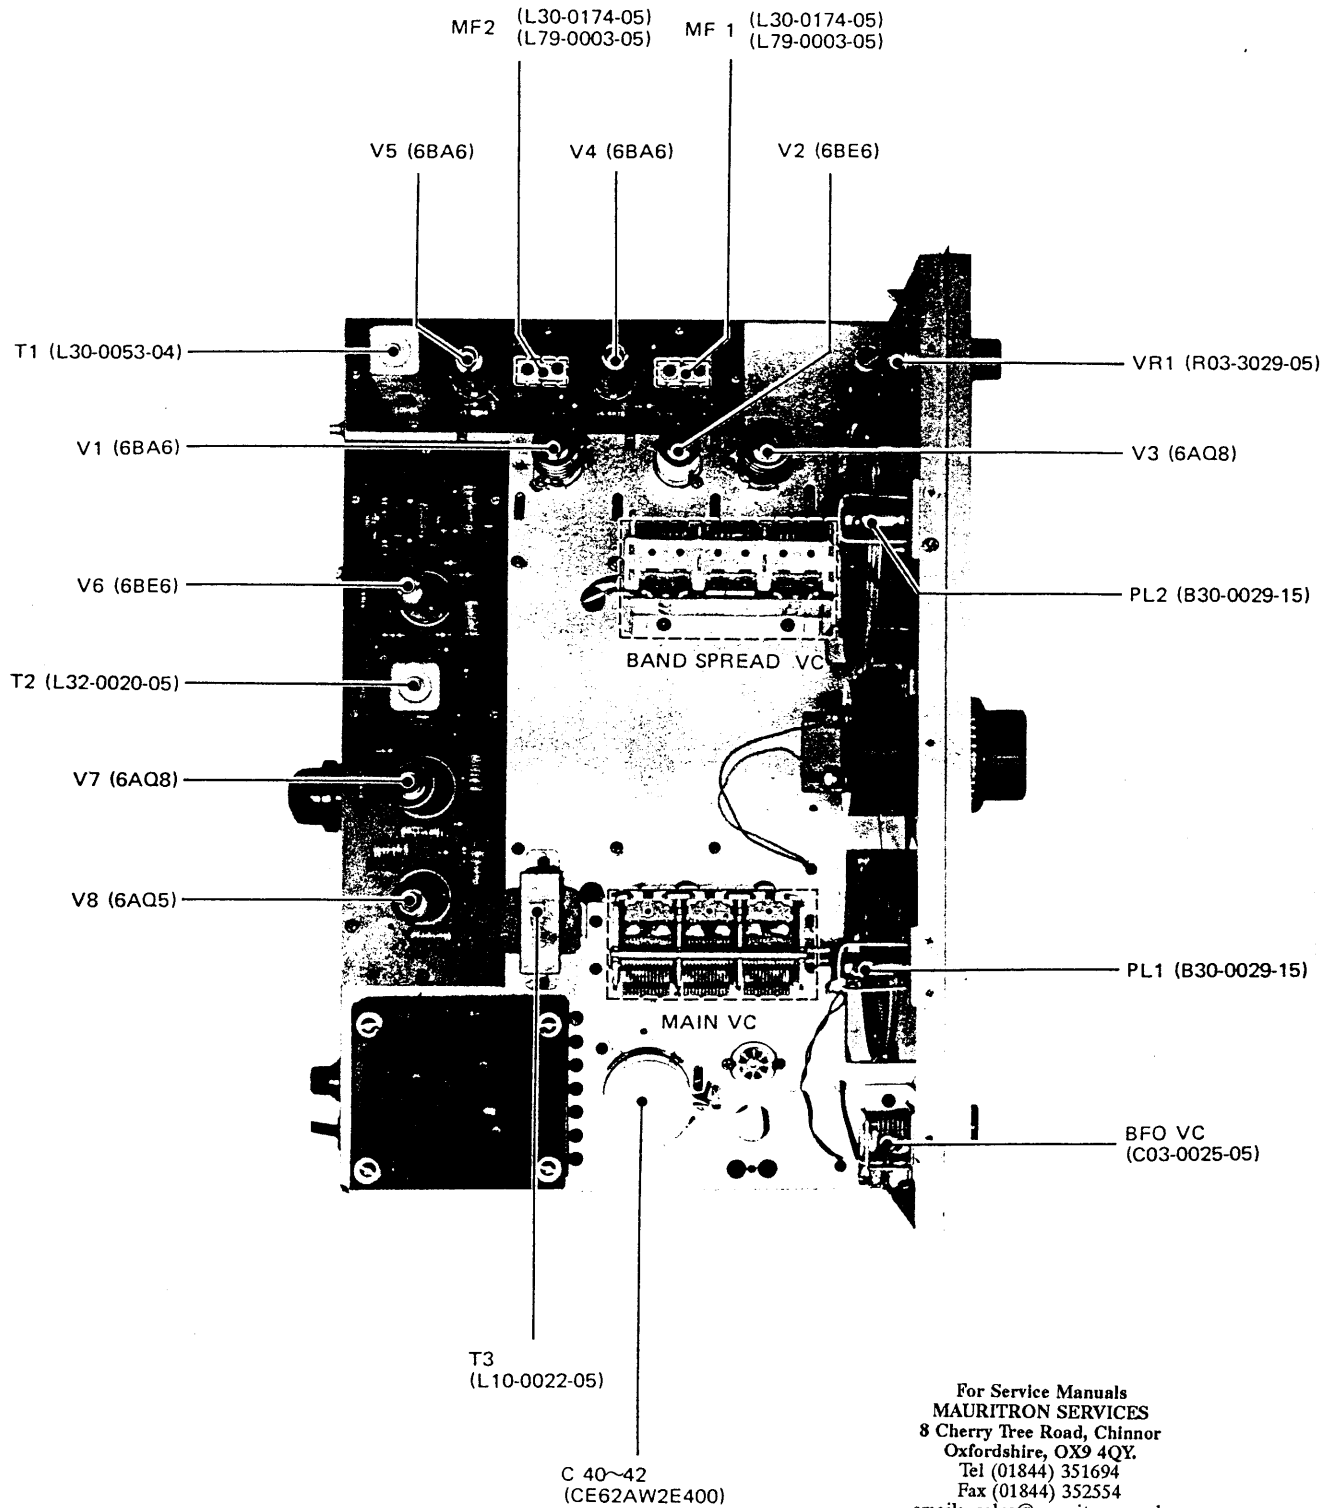 MF2 (L30-0174-05)
(L79-0003-05)
MF 1 (L30-0174-05)
(L79-0003-05)
V5 (6BA6)
V4 (6BA6)
V2 (6BE6)
T1 (L30-0053-04)
VR1 (R03-3029-05)
V1 (6BA6)
V3 (6AQ8)
V6 (6BE6)
PL2 (B30-0029-15)
BAND SPREAD VC
T2 (L32-0020-05)
V7 (6AQ8)
V8 (6AQ5)
PL1 (B30-0029-15)
MAIN VC
BFO VC
(C03-0025-05)
T3
(L10-0022-05)
C 40~42
(CE62AW2E400)
For Service Manuals
MAURITRON SERVICES
8 Cherry Tree Road, Chinnor
Oxfordshire, OX9 4QY.
Tel (01844) 351694
Fax (01844) 352554